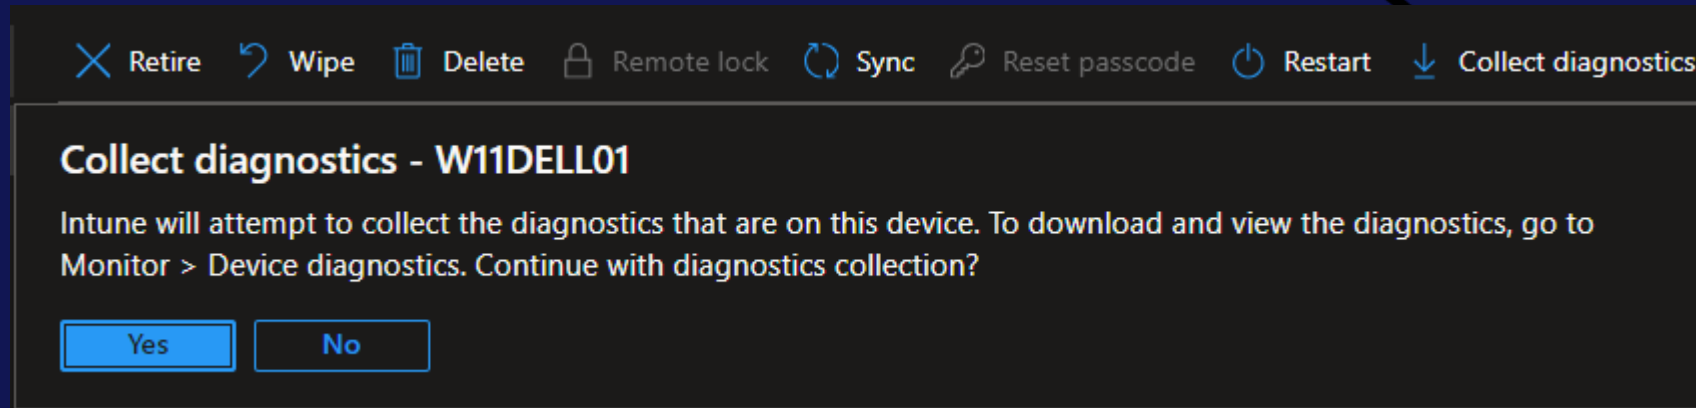 Retire Wipe Delete Remote lock Sync Reset passcode Restart Collect diagnostics
Collect diagnostics - W11DELL01
Intune will attempt to collect the diagnostics that are on this device. To download and view the diagnostics, go to
Monitor > Device diagnostics. Continue with diagnostics collection?
Yes No